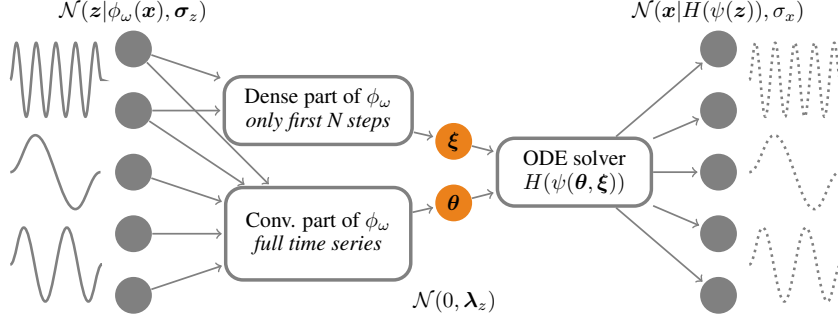 𝒩(𝒛|ϕ_ω(𝒙), 𝝈_z)
𝒩(𝒙|H(ψ(𝒛)), σ_x)
Dense part of ϕ_ω
only first N steps
𝝃
ODE solver
H(ψ(𝜽, 𝝃))
𝜽
Conv. part of ϕ_ω
full time series
𝒩(0, 𝝀_z)